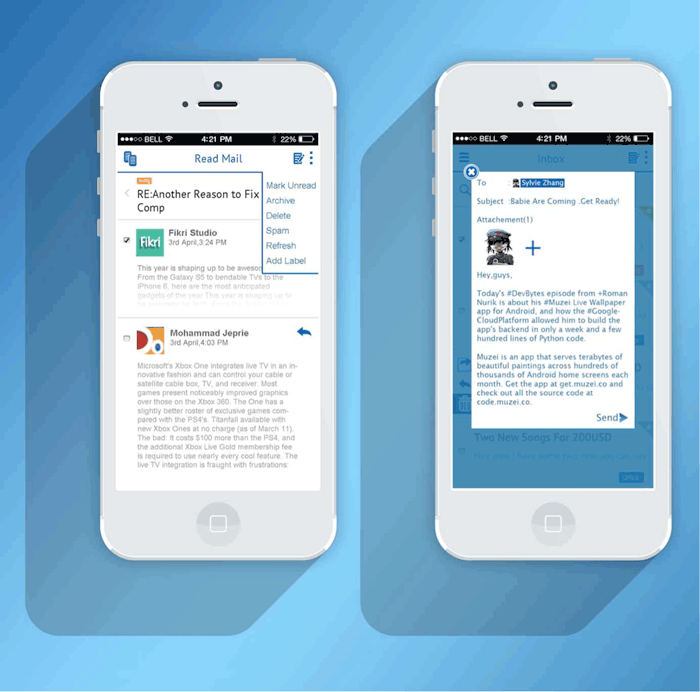 ●●●○○ BELL 4:21 PM 22%
Read Mail
RE:Another Reason to Fix
Comp
Mark Unread
Archive
Delete
Spam
Refresh
Add Label
Fikri
Fikri Studio
3rd April,3:24 PM
This year is shaping up to be aweso
From the Galaxy S5 to bendable TVs to the
iPhone 6, here are the most anticipated
gadgets of the year This year is shaping up to
Mohammad Jeprie
3rd April,4:03 PM
Microsoft's Xbox One integrates live TV in an in-
novative fashion and can control your cable or
satellite cable box, TV, and receiver. Most
games present noticeably improved graphics
over those on the Xbox 360. The One has a
slightly better roster of exclusive games com-
pared with the PS4's. Titanfall available with
new Xbox Ones at no charge (as of March 11).
The bad: It costs $100 more than the PS4, and
the additional Xbox Live Gold membership fee
is required to use nearly every cool feature. The
live TV integration is fraught with frustrations:
●●●○○ BELL 4:21 PM 22%
Inbox
To Sylvie Zhang
Subject :Babie Are Coming .Get Ready!
Attachement(1)
Hey,guys,
Today's #DevBytes episode from +Roman
Nurik is about his #Muzei Live Wallpaper
app for Android, and how the #Google-
CloudPlatform allowed him to build the
app's backend in only a week and a few
hundred lines of Python code.
Muzei is an app that serves terabytes of
beautiful paintings across hundreds of
thousands of Android home screens each
month. Get the app at get.muzei.co and
check out all the source code at
code.muzei.co.
Send
Two New Songs For 200USD